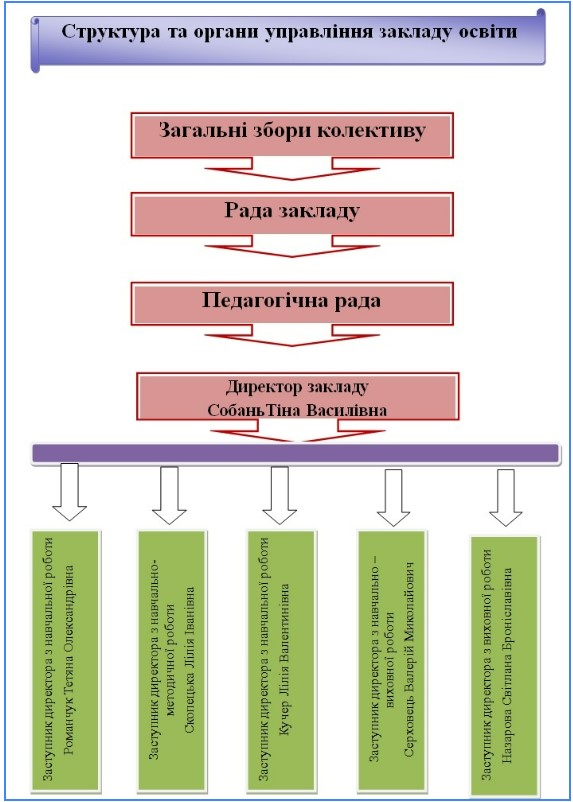 Структура та органи управління закладу освіти
Загальні збори колективу
Рада закладу
Педагогічна рада
Директор закладу
СобаньТіна Василівна
Заступник директора з навчальної роботи
Романчук Тетяна Олександрівна
Заступник директора з навчально-
методичної роботи
Скопецька Лілія Іванівна
Заступник директора з навчальної роботи
Кучер Лілія Валентинівна
Заступник директора з навчально –
виховної роботи
Серховець Валерій Миколайович
Заступник директора з виховної роботи
Назарова Світлана Броніславівна